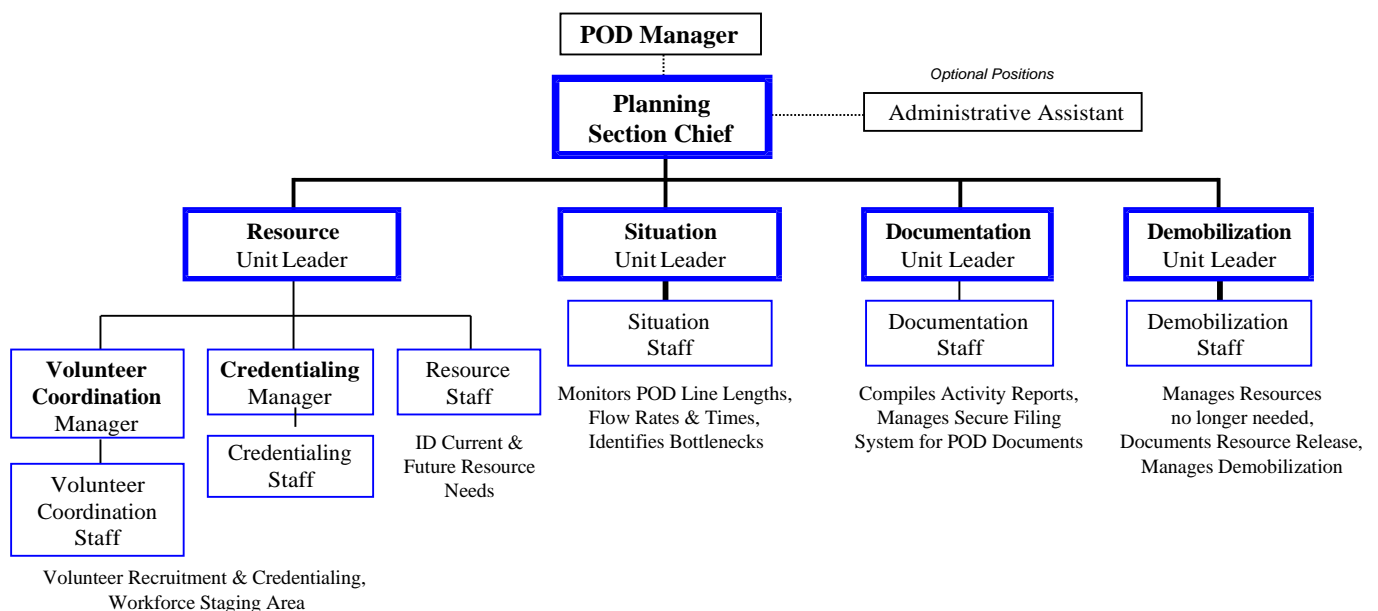 POD Manager
Optional Positions
Planning
Section Chief
Administrative Assistant
Resource
Unit Leader
Situation
Unit Leader
Documentation
Unit Leader
Demobilization
Unit Leader
Volunteer
Coordination
Manager
Volunteer
Coordination
Staff
Credentialing
Manager
Credentialing
Staff
Resource
Staff
ID Current &
Future Resource
Needs
Volunteer Recruitment & Credentialing,
Workforce Staging Area
Situation
Staff
Monitors POD Line Lengths,
Flow Rates & Times,
Identifies Bottlenecks
Documentation
Staff
Compiles Activity Reports,
Manages Secure Filing
System for POD Documents
Demobilization
Staff
Manages Resources
no longer needed,
Documents Resource Release,
Manages Demobilization